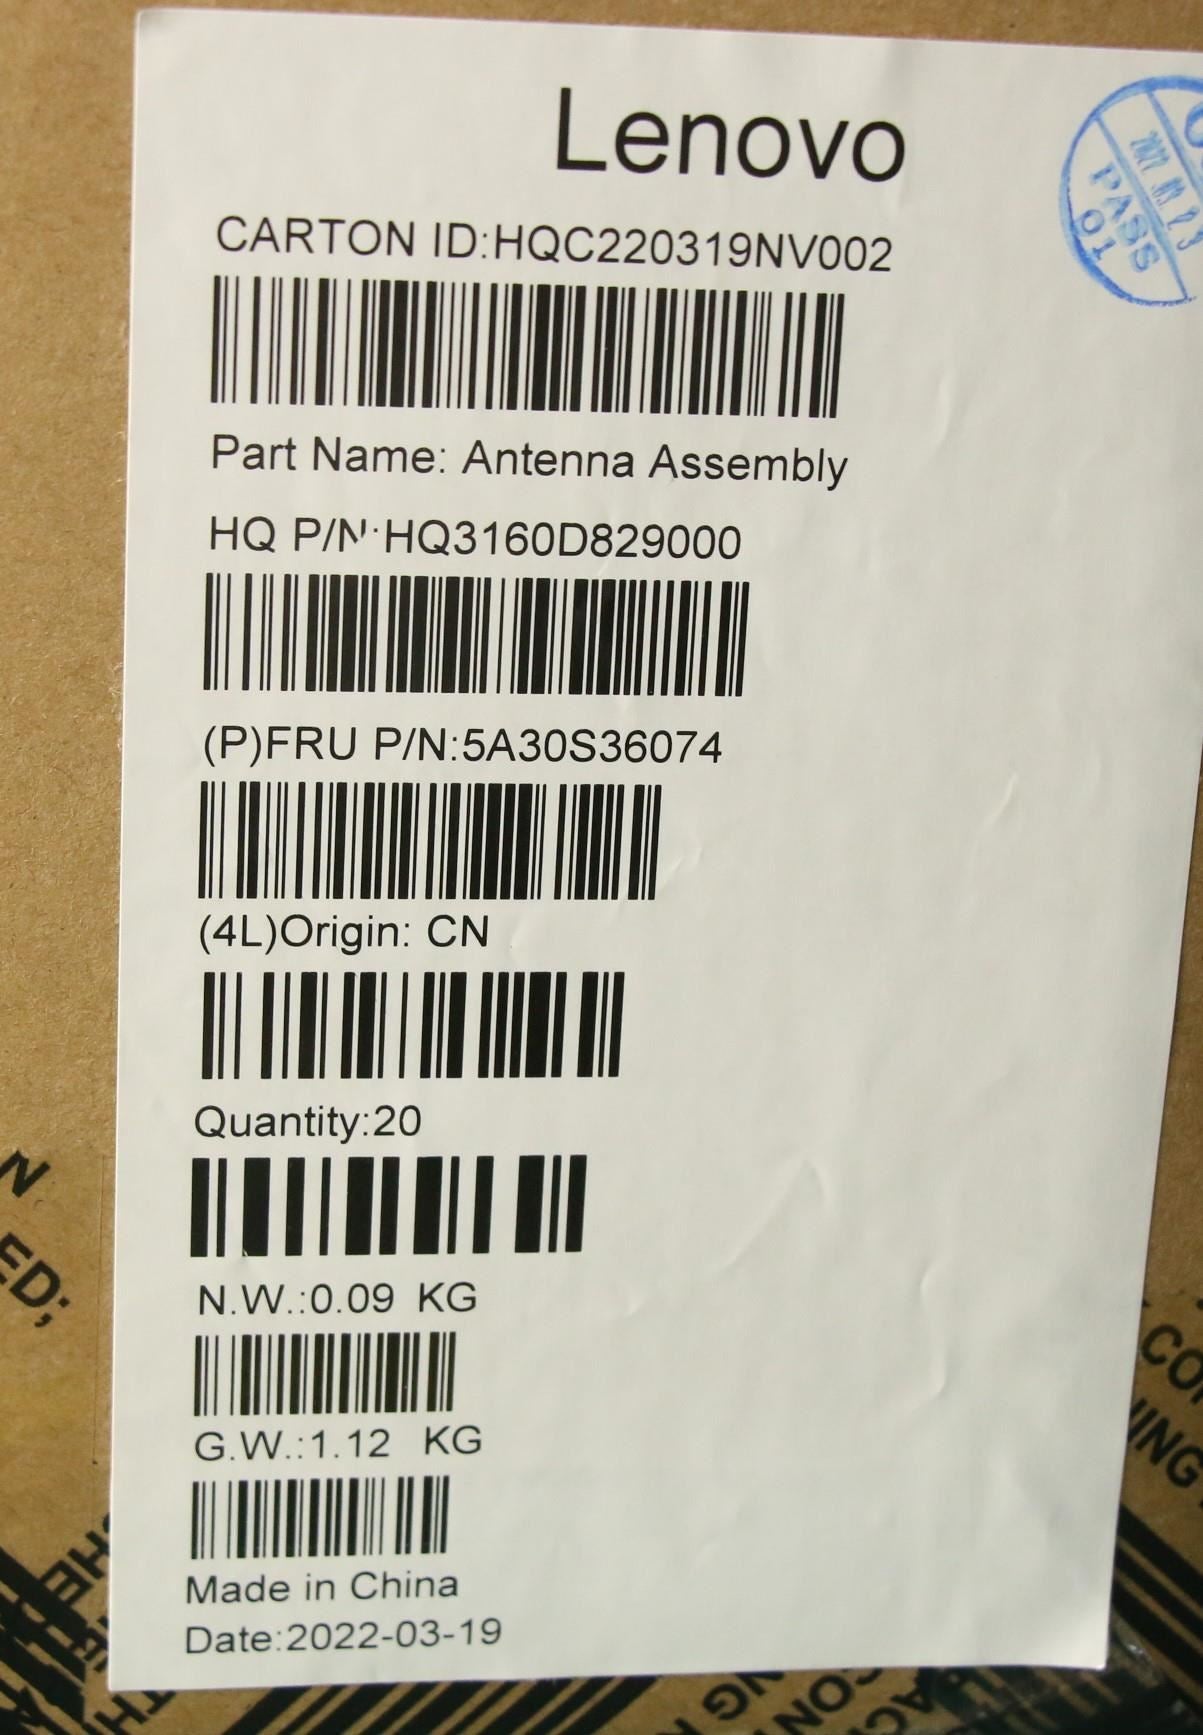 Lenovo
CARTON ID:HQC220319NV002
Part Name: Antenna Assembly
HQ P/N:HQ3160D829000
(P)FRU P/N:5A30S36074
(4L)Origin: CN
Quantity:20
N.W.:0.09 KG
G.W.:1.12 KG
Made in China
Date:2022-03-19
PASS
01
N
ED;